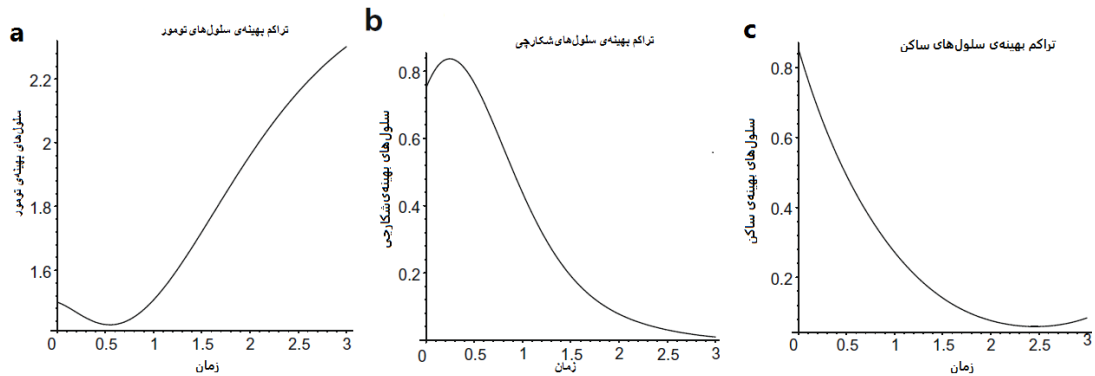 a
تراکم بهینه‌ی سلول‌های تومور
سلول‌های بهینه‌ی تومور
2.2
2
1.8
1.6
0 0.5 1 1.5 2 2.5 3
زمان
b
تراکم بهینه‌ی سلول‌های شکارچی
سلول‌های بهینه‌ی شکارچی
0.8
0.6
0.4
0.2
0 0.5 1 1.5 2 2.5 3
زمان
c
تراکم بهینه‌ی سلول‌های ساکن
سلول‌های بهینه‌ی ساکن
0.8
0.6
0.4
0.2
0 0.5 1 1.5 2 2.5 3
زمان